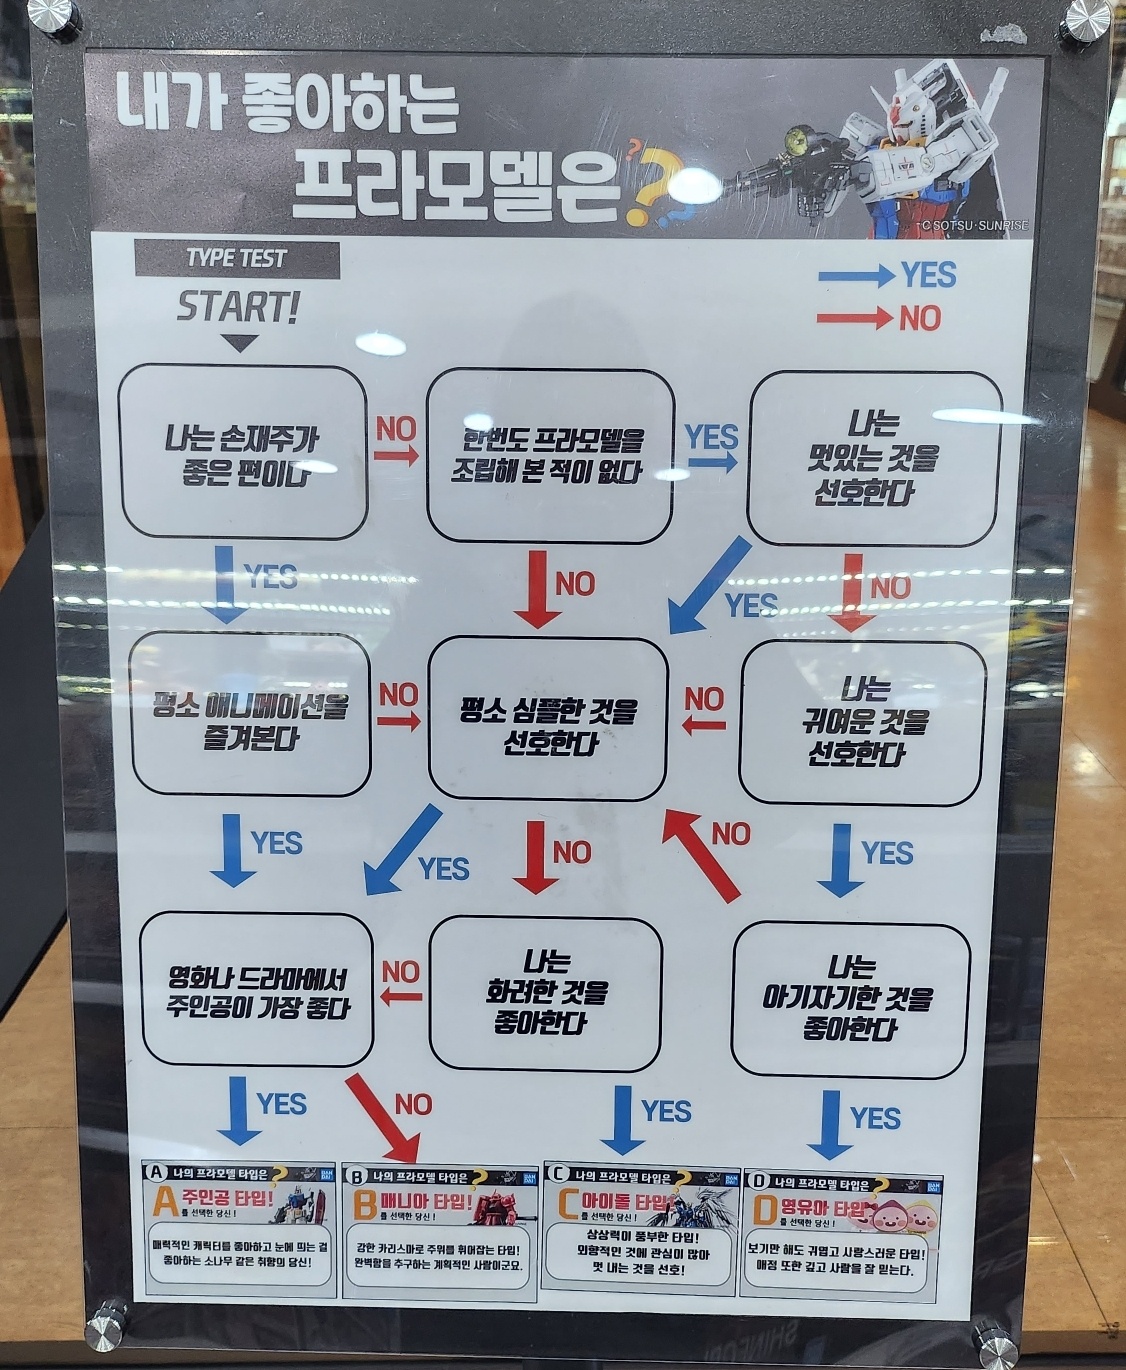 내가 좋아하는
프라모델은?
©SOTSU·SUNRISE
TYPE TEST
START!
YES
NO
나는 손재주가
좋은 편이다
NO
한번도 프라모델을
조립해 본 적이 없다
YES
나는
멋있는 것을
선호한다
YES
NO
YES
NO
평소 애니메이션을
즐겨본다
NO
평소 심플한 것을
선호한다
NO
나는
귀여운 것을
선호한다
YES
YES
NO
NO
YES
영화나 드라마에서
주인공이 가장 좋다
NO
나는
화려한 것을
좋아한다
나는
아기자기한 것을
좋아한다
YES
NO
YES
YES
A 나의 프라모델 타입은?
A 주인공 타입!
를 선택한 당신!
매력적인 캐릭터를 좋아하고 눈에 띄는 걸
좋아하는 소나무 같은 취향의 당신!
B 나의 프라모델 타입은?
B 매니아 타입!
를 선택한 당신!
강한 카리스마로 주위를 휘어잡는 타입!
완벽함을 추구하는 계획적인 사람이군요.
C 나의 프라모델 타입은?
C 아이돌 타입!
를 선택한 당신!
상상력이 풍부한 타입!
외향적인 것에 관심이 많아
멋 내는 것을 선호!
D 나의 프라모델 타입은?
D 영유아 타입
를 선택한 당신!
보기만 해도 귀엽고 사랑스러운 타입!
애정 또한 깊고 사람을 잘 믿는다.